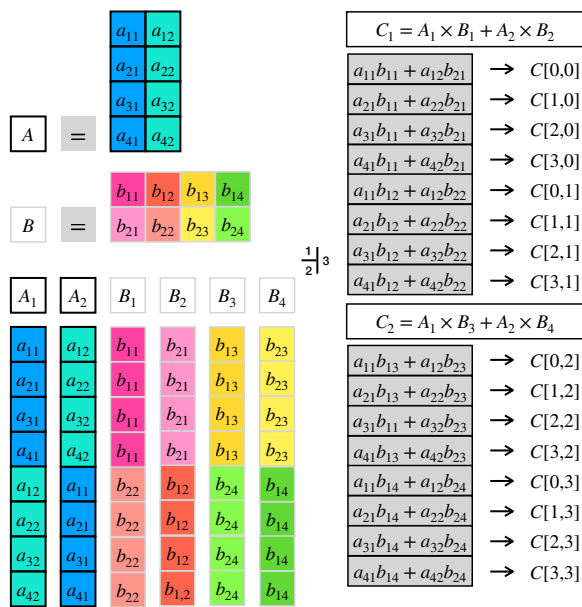 a₁₁ a₁₂
a₂₁ a₂₂
a₃₁ a₃₂
A = a₄₁ a₄₂
b₁₁ b₁₂ b₁₃ b₁₄
B = b₂₁ b₂₂ b₂₃ b₂₄
A₁ A₂ B₁ B₂ B₃ B₄
a₁₁ a₁₂ b₁₁ b₂₁ b₁₃ b₂₃
a₂₁ a₂₂ b₁₁ b₂₁ b₁₃ b₂₃
a₃₁ a₃₂ b₁₁ b₂₁ b₁₃ b₂₃
a₄₁ a₄₂ b₁₁ b₂₁ b₁₃ b₂₃
a₁₂ a₁₁ b₂₂ b₁₂ b₂₄ b₁₄
a₂₂ a₂₁ b₂₂ b₁₂ b₂₄ b₁₄
a₃₂ a₃₁ b₂₂ b₁₂ b₂₄ b₁₄
a₄₂ a₄₁ b₂₂ b₁,₂ b₂₄ b₁₄
1
2 3
C₁ = A₁ × B₁ + A₂ × B₂
a₁₁b₁₁ + a₁₂b₂₁ → C[0,0]
a₂₁b₁₁ + a₂₂b₂₁ → C[1,0]
a₃₁b₁₁ + a₃₂b₂₁ → C[2,0]
a₄₁b₁₁ + a₄₂b₂₁ → C[3,0]
a₁₁b₁₂ + a₁₂b₂₂ → C[0,1]
a₂₁b₁₂ + a₂₂b₂₂ → C[1,1]
a₃₁b₁₂ + a₃₂b₂₂ → C[2,1]
a₄₁b₁₂ + a₄₂b₂₂ → C[3,1]
C₂ = A₁ × B₃ + A₂ × B₄
a₁₁b₁₃ + a₁₂b₂₃ → C[0,2]
a₂₁b₁₃ + a₂₂b₂₃ → C[1,2]
a₃₁b₁₃ + a₃₂b₂₃ → C[2,2]
a₄₁b₁₃ + a₄₂b₂₃ → C[3,2]
a₁₁b₁₄ + a₁₂b₂₄ → C[0,3]
a₂₁b₁₄ + a₂₂b₂₄ → C[1,3]
a₃₁b₁₄ + a₃₂b₂₄ → C[2,3]
a₄₁b₁₄ + a₄₂b₂₄ → C[3,3]